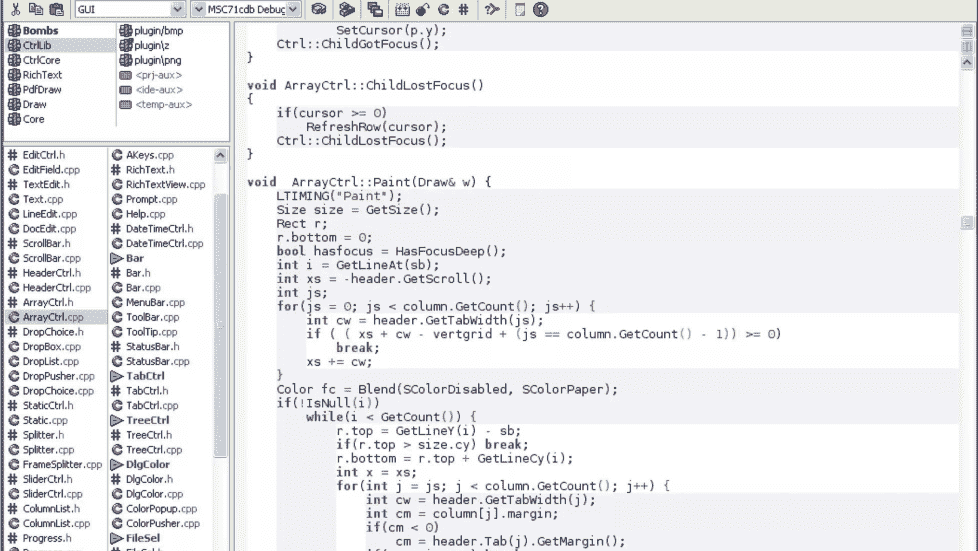 GUI
MSC71cdb Debug
Bombs
CtrlLib
CtrlCore
RichText
PdfDraw
Draw
Core
plugin/bmp
plugin\z
plugin\png
<prj-aux>
<ide-aux>
<temp-aux>
EditCtrl.h
EditField.cpp
TextEdit.h
Text.cpp
LineEdit.cpp
DocEdit.cpp
ScrollBar.h
ScrollBar.cpp
HeaderCtrl.h
HeaderCtrl.cpp
ArrayCtrl.h
ArrayCtrl.cpp
DropChoice.h
DropBox.cpp
DropList.cpp
DropPusher.cpp
DropChoice.cpp
StaticCtrl.h
Static.cpp
Splitter.h
Splitter.cpp
FrameSplitter.cpp
SliderCtrl.h
SliderCtrl.cpp
ColumnList.h
ColumnList.cpp
Progress.h
AKeys.cpp
RichText.h
RichTextView.cpp
Prompt.cpp
Help.cpp
DateTimeCtrl.h
DateTimeCtrl.cpp
Bar
Bar.h
Bar.cpp
MenuBar.cpp
ToolBar.cpp
ToolTip.cpp
StatusBar.h
StatusBar.cpp
TabCtrl
TabCtrl.h
TabCtrl.cpp
TreeCtrl
TreeCtrl.h
TreeCtrl.cpp
DlgColor
DlgColor.h
DlgColor.cpp
ColorPopup.cpp
ColorPusher.cpp
FileSel
SetCursor(p.y);
Ctrl::ChildGotFocus();
}
void ArrayCtrl::ChildLostFocus()
{
if(cursor >= 0)
RefreshRow(cursor);
Ctrl::ChildLostFocus();
}
void  ArrayCtrl::Paint(Draw& w) {
LTIMING("Paint");
Size size = GetSize();
Rect r;
r.bottom = 0;
bool hasfocus = HasFocusDeep();
int i = GetLineAt(sb);
int xs = -header.GetScroll();
int js;
for(js = 0; js < column.GetCount(); js++) {
int cw = header.GetTabWidth(js);
if ( ( xs + cw - vertgrid + (js == column.GetCount() - 1)) >= 0)
break;
xs += cw;
}
Color fc = Blend(SColorDisabled, SColorPaper);
if(!IsNull(i))
while(i < GetCount()) {
r.top = GetLineY(i) - sb;
if(r.top > size.cy) break;
r.bottom = r.top + GetLineCy(i);
int x = xs;
for(int j = js; j < column.GetCount(); j++) {
int cw = header.GetTabWidth(j);
int cm = column[j].margin;
if(cm < 0)
cm = header.Tab(j).GetMargin();